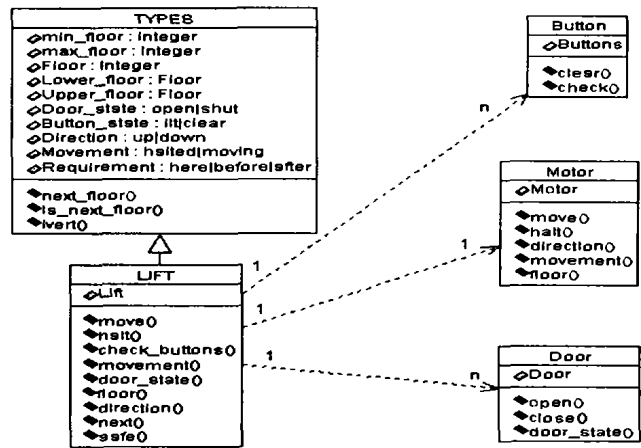 TYPES
min_floor : Integer
max_floor : Integer
Floor : Integer
Lower_floor : Floor
Upper_floor : Floor
Door_state : open|shut
Button_state : lit|clear
Direction : up|down
Movement : halted|moving
Requirement : here|before|after
next_floor()
is_next_floor()
ivert()
LIFT
Lift
move()
halt()
check_buttons()
movement()
door_state()
floor()
direction()
next()
safe()
Button
Buttons
clear()
check()
Motor
Motor
move()
halt()
direction()
movement()
floor()
Door
Door
open()
close()
door_state()
n
1
1
1
1
n